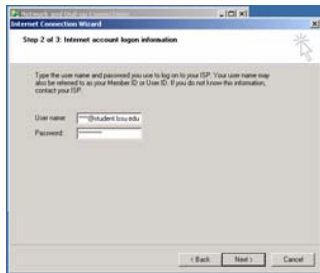 Network and Dial-up Connections
Internet Connection Wizard
Step 2 of 3: Internet account logon information
Type the user name and password you use to log on to your ISP. Your user name may
also be referred to as your Member ID or User ID. If you do not know this information,
contact your ISP.
User name: ****@student.lssu.edu
Password: *********
< Back Next > Cancel